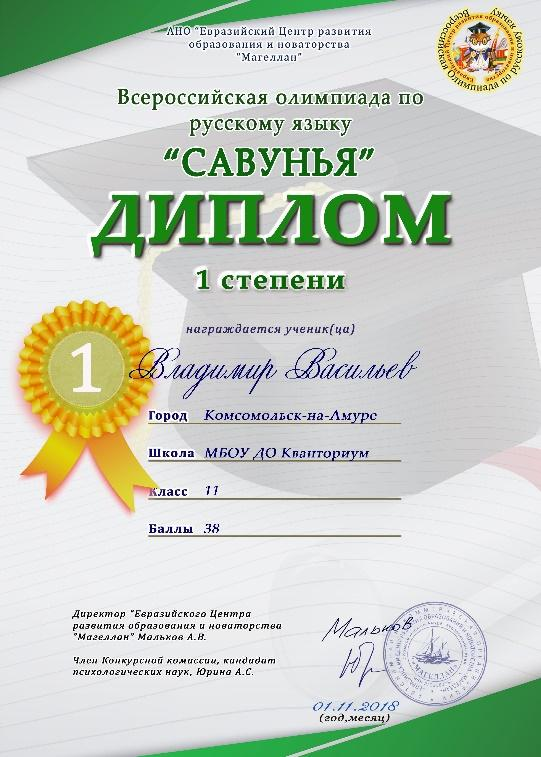 АНО "Евразийский Центр развития
образования и новаторства
"Магеллан"
Всероссийская Олимпиада по русскому языку
Всероссийская олимпиада по
русскому языку
"САВУНЬЯ"
ДИПЛОМ
1 степени
награждается ученик(ца)
1
Владимир Васильев
Город Комсомольск-на-Амуре
Школа МБОУ ДО Кванториум
Класс 11
Баллы 38
Директор "Евразийского Центра
развития образования и новаторства
"Магеллан" Мальков А.В.
Мальков
Член Конкурсной комиссии, кандидат
психологических наук, Юрина А.С.
01.11.2018
(год,месяц)